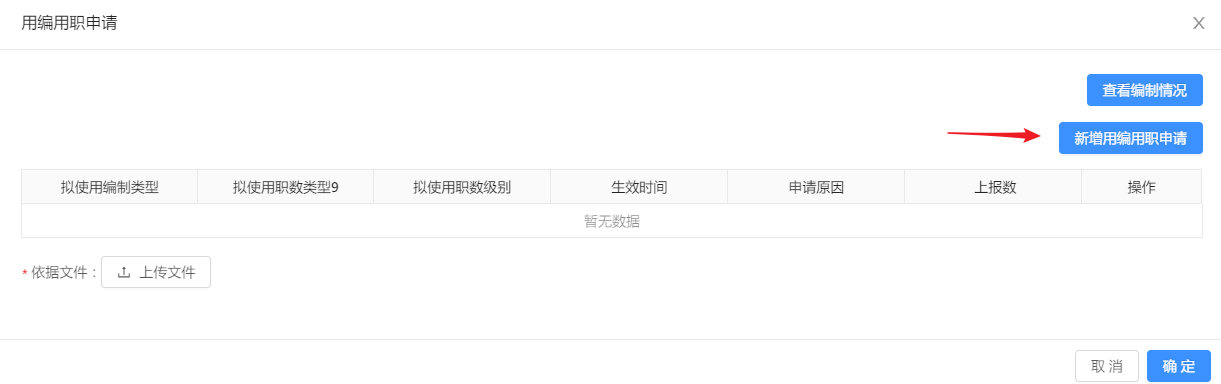 用编用职申请
X
查看编制情况
新增用编用职申请
拟使用编制类型 拟使用职数类型9 拟使用职数级别 生效时间 申请原因 上报数 操作
暂无数据
* 依据文件 : 上传文件
取 消 确 定